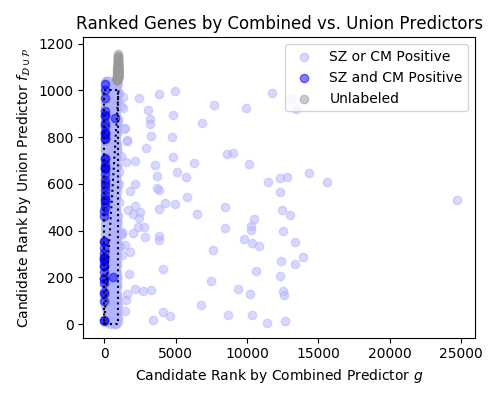 Ranked Genes by Combined vs. Union Predictors
Candidate Rank by Union Predictor f_{D∪P}
1200
1000
800
600
400
200
0
SZ or CM Positive
SZ and CM Positive
Unlabeled
0 5000 10000 15000 20000 25000
Candidate Rank by Combined Predictor g